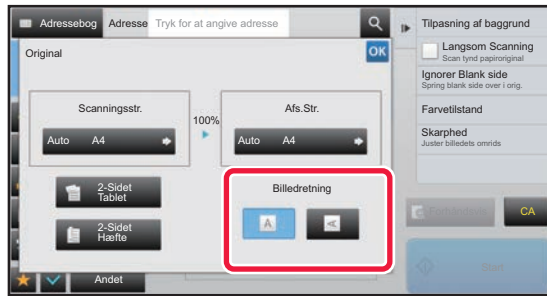 Adressebog
Adresse
Tryk for at angive adresse
Original
OK
Scanningsstr.
Auto A4
100%
Afs.Str.
Auto A4
2-Sidet
Tablet
2-Sidet
Hæfte
Billedretning
A
A
Andet
Tilpasning af baggrund
Langsom Scanning
Scan tynd papiroriginal
Ignorer Blank side
Spring blank side over i orig.
Farvetilstand
Skarphed
Juster billedets omrids
CA
Start